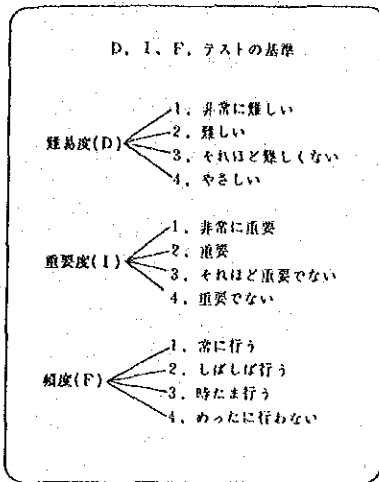 D, I, F, テストの基準
1, 非常に難しい
2, 難しい
難易度(D)
3, それほど難しくない
4, やさしい
1, 非常に重要
2, 重要
重要度(I)
3, それほど重要でない
4, 重要でない
1, 常に行う
2, しばしば行う
頻度(F)
3, 時たま行う
4, めったに行わない